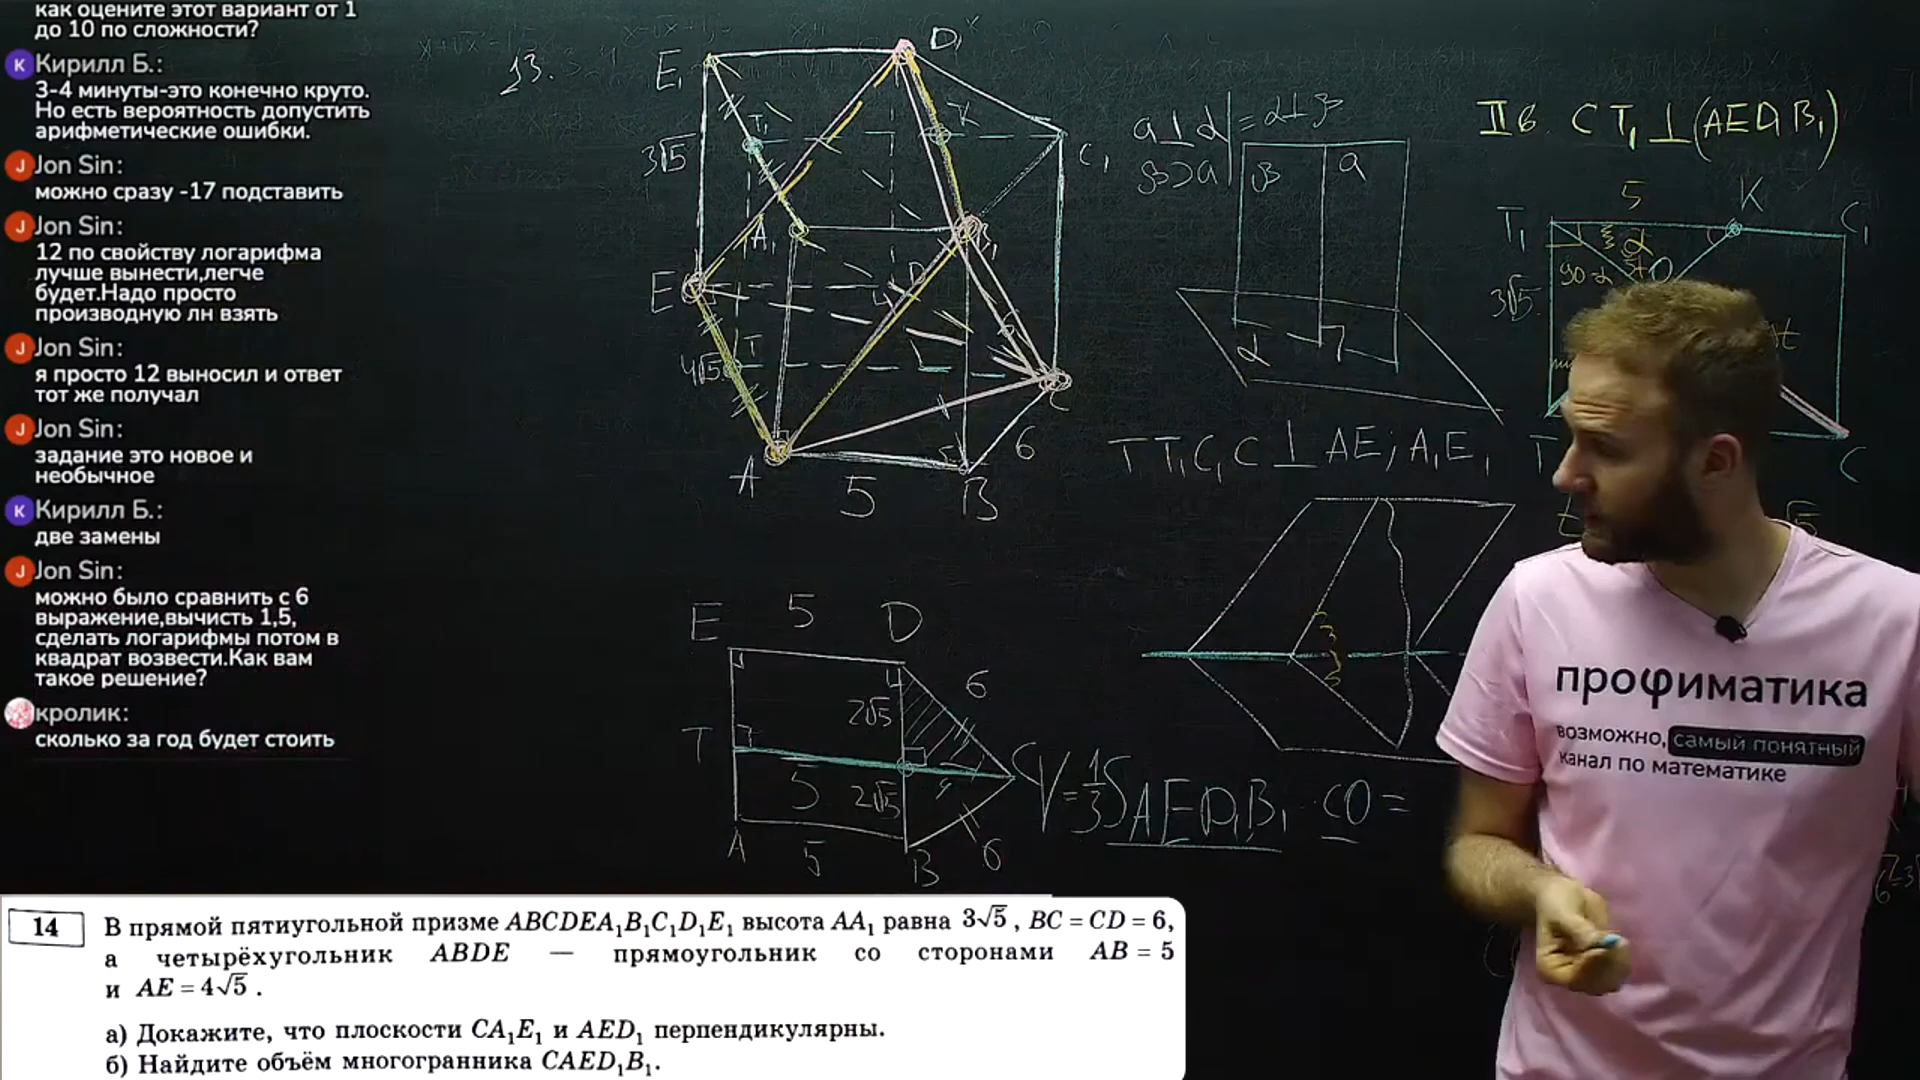 как оцените этот вариант от 1
до 10 по сложности?
К Кирилл Б.:
3-4 минуты-это конечно круто.
Но есть вероятность допустить
арифметические ошибки.
J Jon Sin:
можно сразу -17 подставить
J Jon Sin:
12 по свойству логарифма
лучше вынести,легче
будет.Надо просто
производную лн взять
J Jon Sin:
я просто 12 выносил и ответ
тот же получал
J Jon Sin:
задание это новое и
необычное
К Кирилл Б.:
две замены
J Jon Sin:
можно было сравнить с 6
выражение,вычисть 1,5,
сделать логарифмы потом в
квадрат возвести.Как вам
такое решение?
кролик:
сколько за год будет стоить
13.
E₁
D₁
3√5
T₁
K
C₁
A₁
B₁
E
D
T
4√5
C
A
5
B
6
a⊥α
β⊃a
=α⊥β
β a
α
II б. CT₁⊥(AED₁B₁)
5
T₁ K C₁
α
90-α
O
3√5
C
TT₁C₁C⊥AE; A₁E₁
E 5 D
2√5
6
T
5
2√5
4
C
A
5
B
6
V=1/3 S AED₁B₁ · CO =
профиматика
возможно, самый понятный
канал по математике
14
В прямой пятиугольной призме ABCDEA₁B₁C₁D₁E₁ высота AA₁ равна 3√5, BC = CD = 6,
а четырёхугольник ABDE — прямоугольник со сторонами AB = 5
и AE = 4√5.
а) Докажите, что плоскости CA₁E₁ и AED₁ перпендикулярны.
б) Найдите объём многогранника CAED₁B₁.